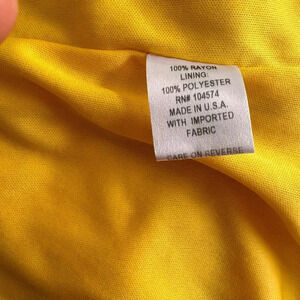 100% RAYON
LINING:
100% POLYESTER
RN# 104574
MADE IN U.S.A.
WITH IMPORTED
FABRIC
CARE ON REVERSE